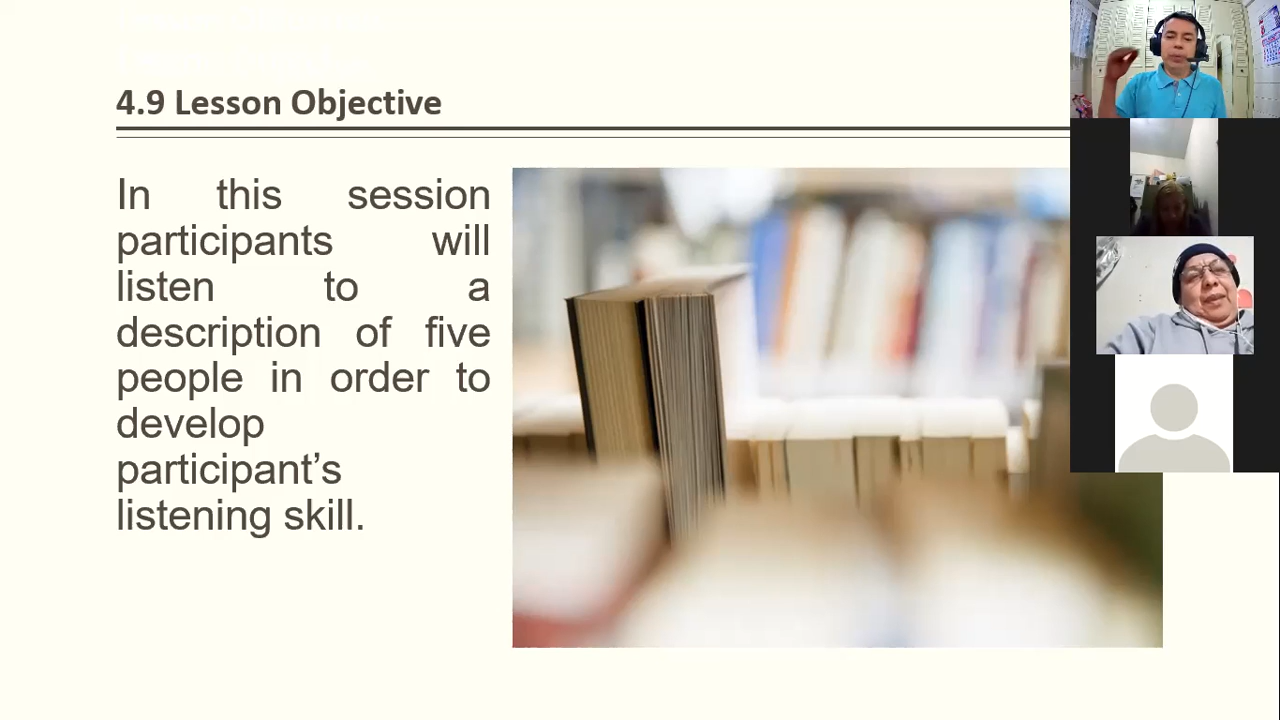 4.9 Lesson Objective
In this session
participants will
listen to a
description of five
people in order to
develop
participant’s
listening skill.